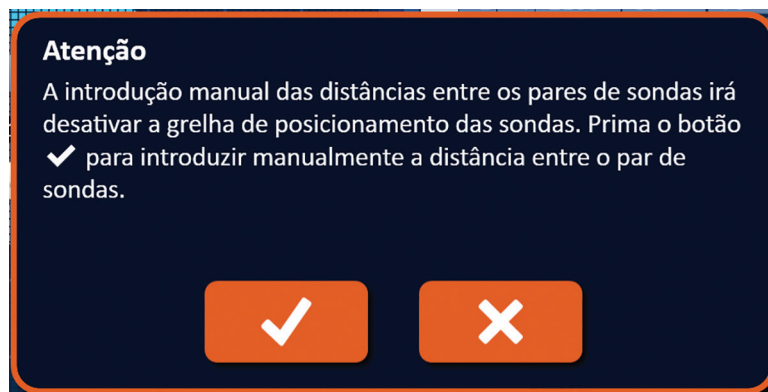 Atenção
A introdução manual das distâncias entre os pares de sondas irá
desativar a grelha de posicionamento das sondas. Prima o botão
✔ para introduzir manualmente a distância entre o par de
sondas.